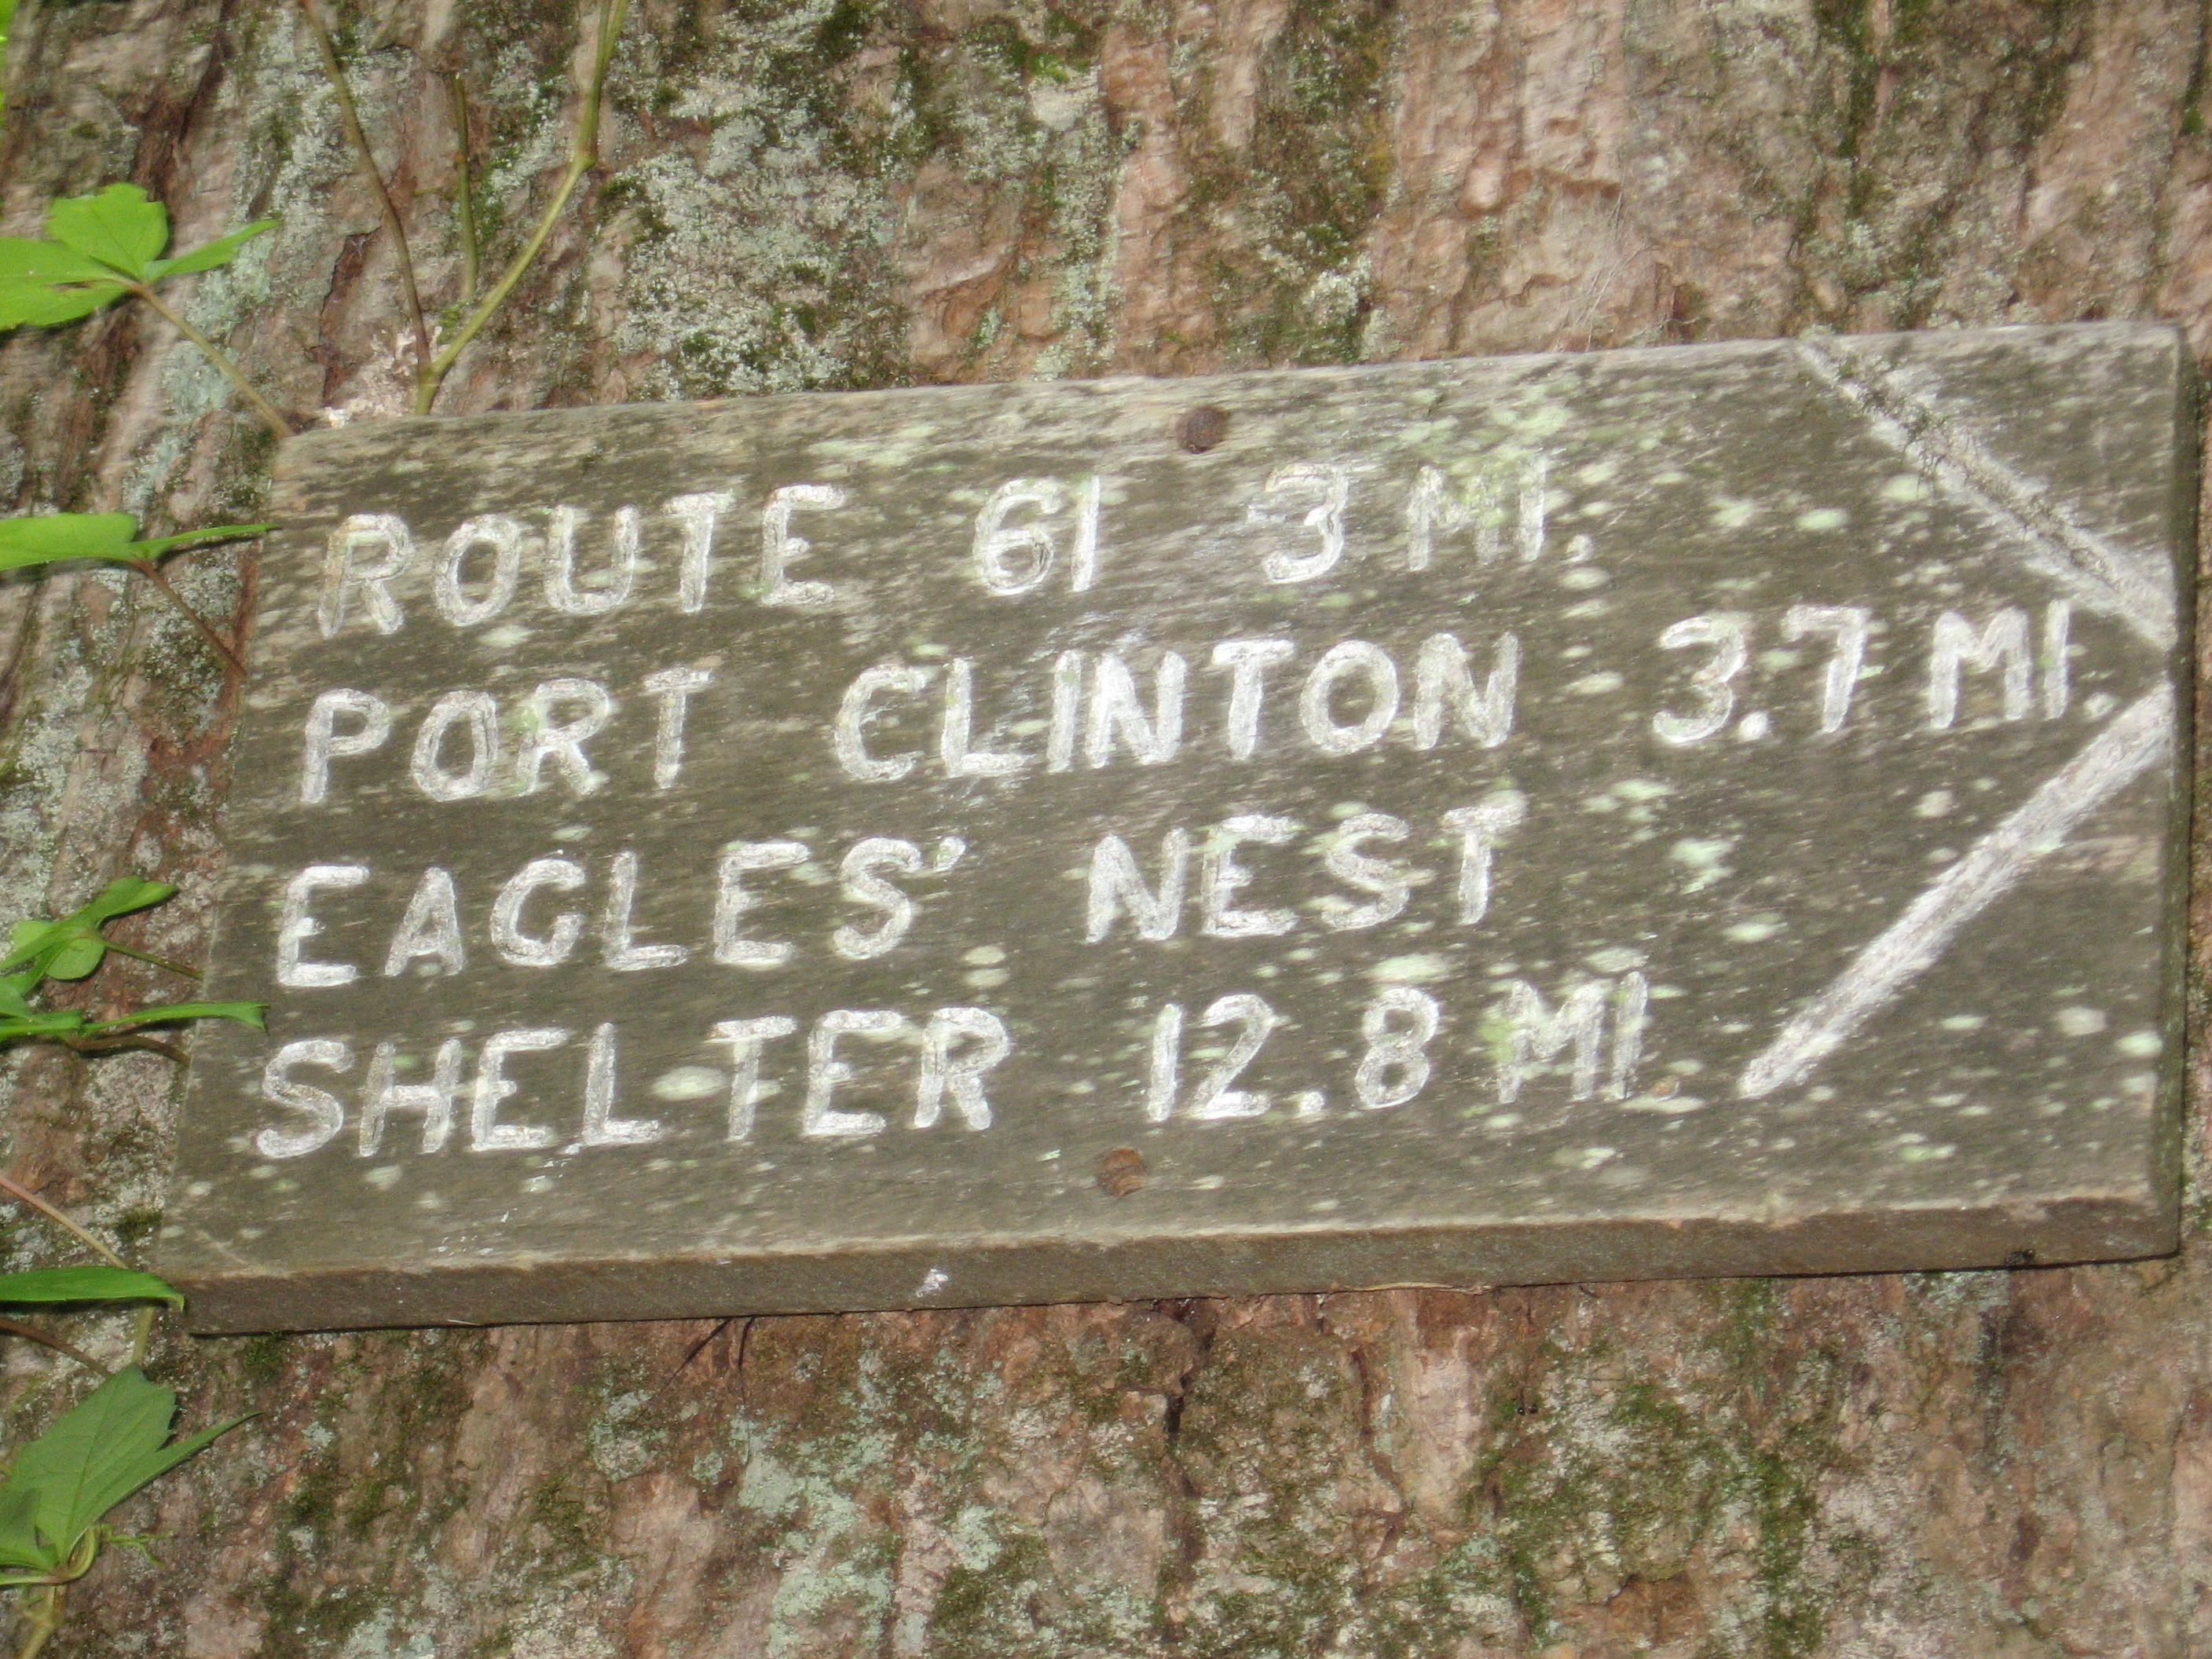 ROUTE 61 3 MI.
PORT CLINTON 3.7 MI.
EAGLES' NEST
SHELTER 12.8 MI.